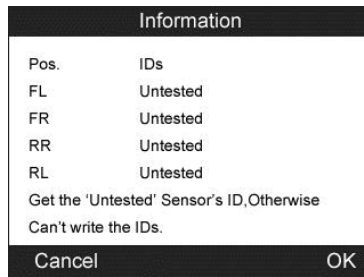 Information
Pos. IDs
FL Untested
FR Untested
RR Untested
RL Untested
Get the ‘Untested’ Sensor’s ID,Otherwise
Can’t write the IDs.
Cancel OK